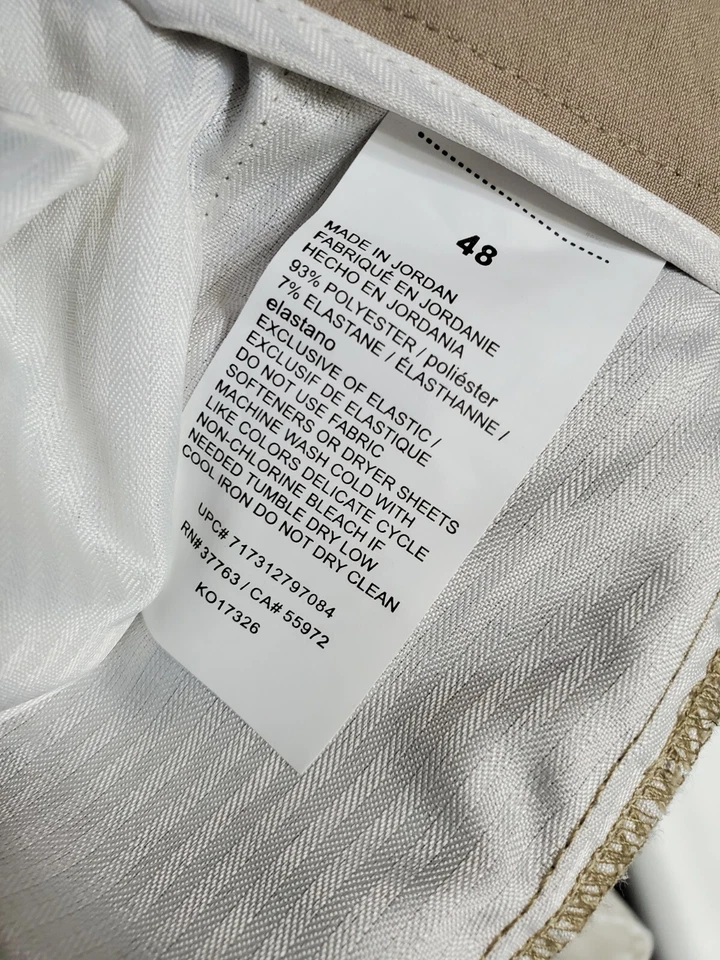 48
MADE IN JORDAN
FABRIQUÉ EN JORDANIE
HECHO EN JORDANIA
93% POLYESTER / poliéster
7% ELASTANE / ÉLASTHANNE /
elastano
EXCLUSIVE OF ELASTIC /
EXCLUSIF DE ELASTIQUE
DO NOT USE FABRIC
SOFTENERS OR DRYER SHEETS
MACHINE WASH COLD WITH
LIKE COLORS DELICATE CYCLE
NON-CHLORINE BLEACH IF
NEEDED TUMBLE DRY LOW
COOL IRON DO NOT DRY CLEAN
UPC# 717312797084
RN# 37763 / CA# 55972
KO17326